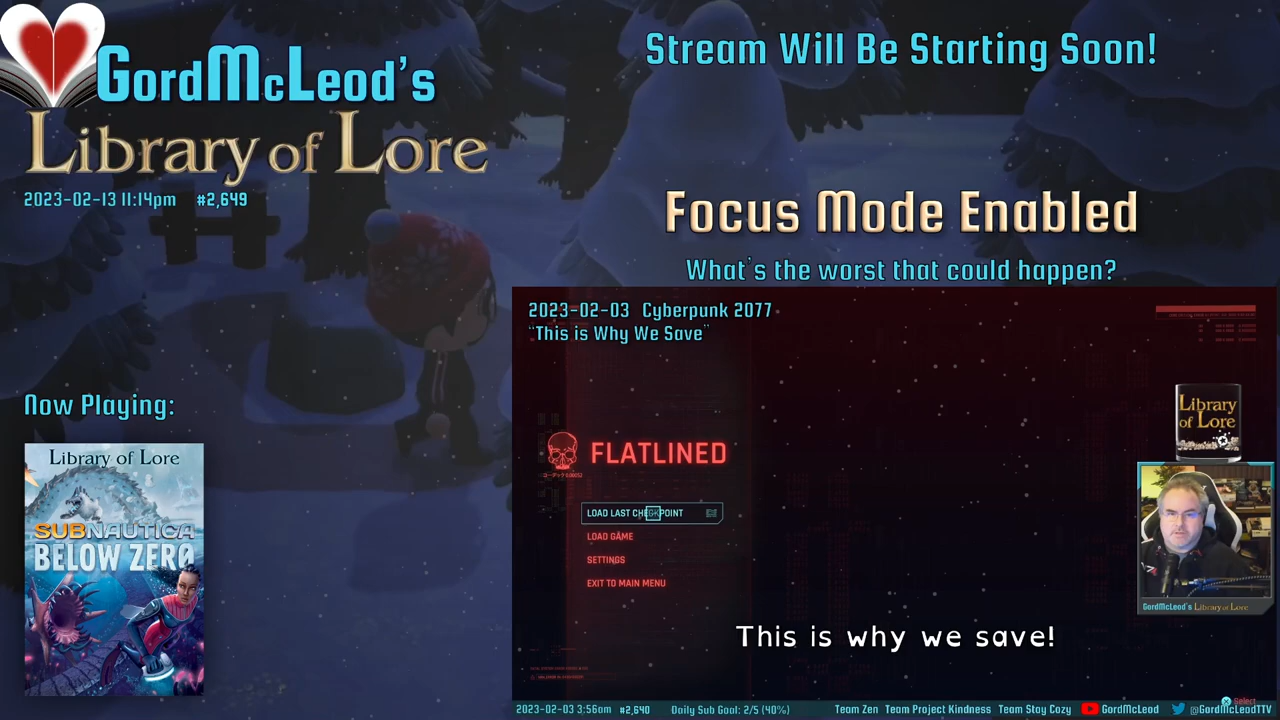 GordMcLeod's
Library of Lore
2023-02-13 11:14pm #2,649
Stream Will Be Starting Soon!
Focus Mode Enabled
What's the worst that could happen?
Now Playing:
Library of Lore
SUBNAUTICA
BELOW ZERO
2023-02-03 Cyberpunk 2077
"This is Why We Save"
FLATLINED
LOAD LAST CHECKPOINT
LOAD GAME
SETTINGS
EXIT TO MAIN MENU
Library
of Lore
GordMcLeod's Library of Lore
This is why we save!
Select
2023-02-03 3:56am #2,640 Daily Sub Goal: 2/5 (40%) Team Zen Team Project Kindness Team Stay Cozy GordMcLeod @GordMcLeodTTV